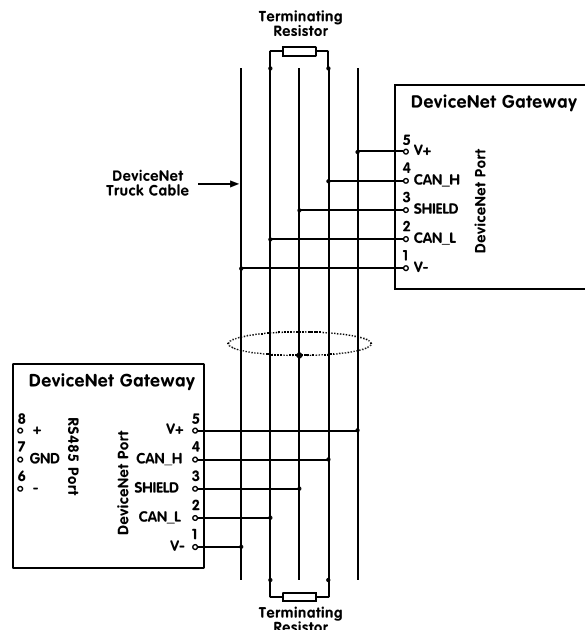 Terminating
Resistor
DeviceNet Gateway
5
V+
4
CAN_H
3
SHIELD
2
CAN_L
1
V-
DeviceNet Port
DeviceNet
Truck Cable
DeviceNet Gateway
8
+
7
GND
6
-
RS485 Port
DeviceNet Port
5
V+
4
CAN_H
3
SHIELD
2
CAN_L
1
V-
Terminating
Resistor